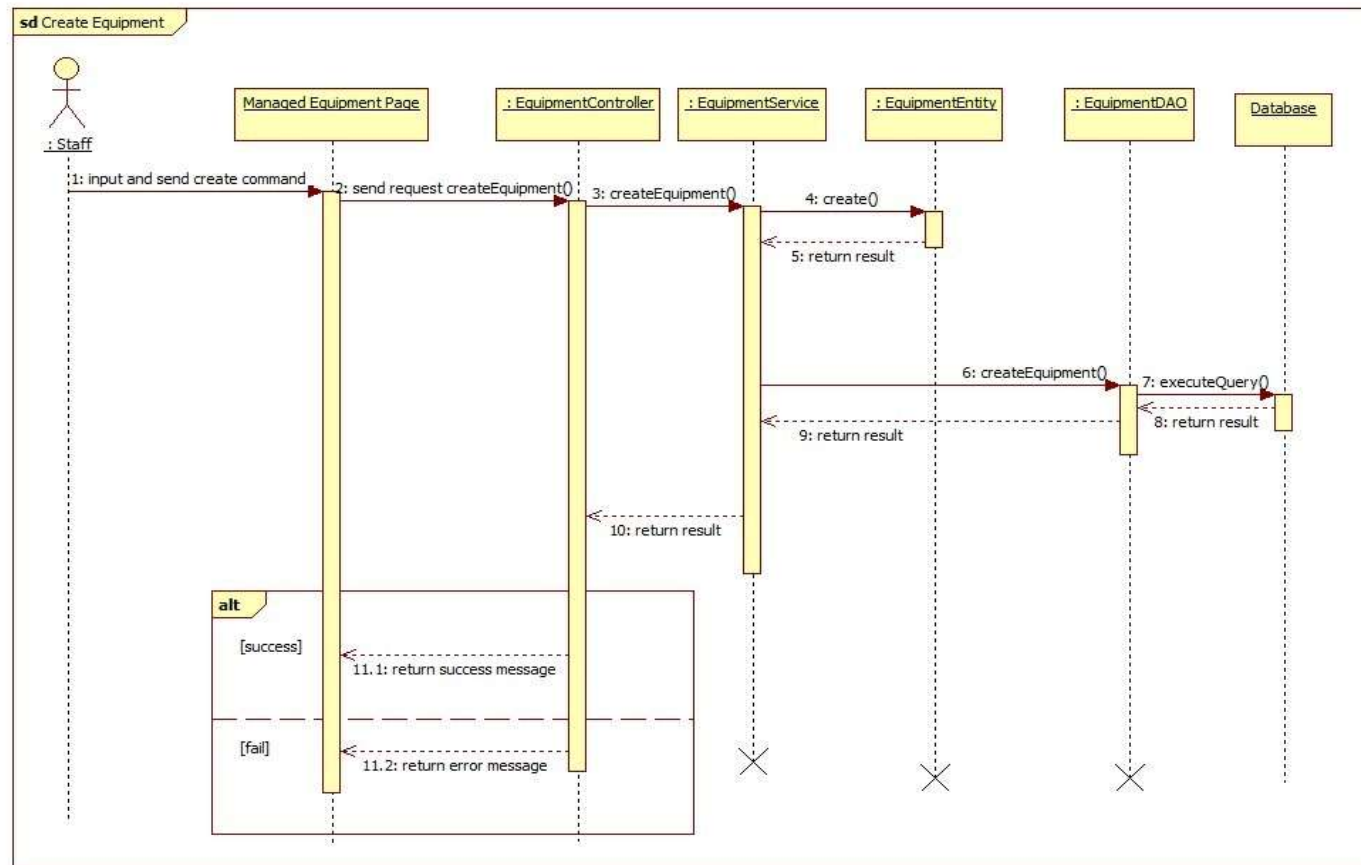 sd Create Equipment
: Staff
Managed Equipment Page
: EquipmentController
: EquipmentService
: EquipmentEntity
: EquipmentDAO
Database
1: input and send create command
2: send request createEquipment()
3: createEquipment()
4: create()
5: return result
6: createEquipment()
7: executeQuery()
8: return result
9: return result
10: return result
alt
[success]
11.1: return success message
[fail]
11.2: return error message